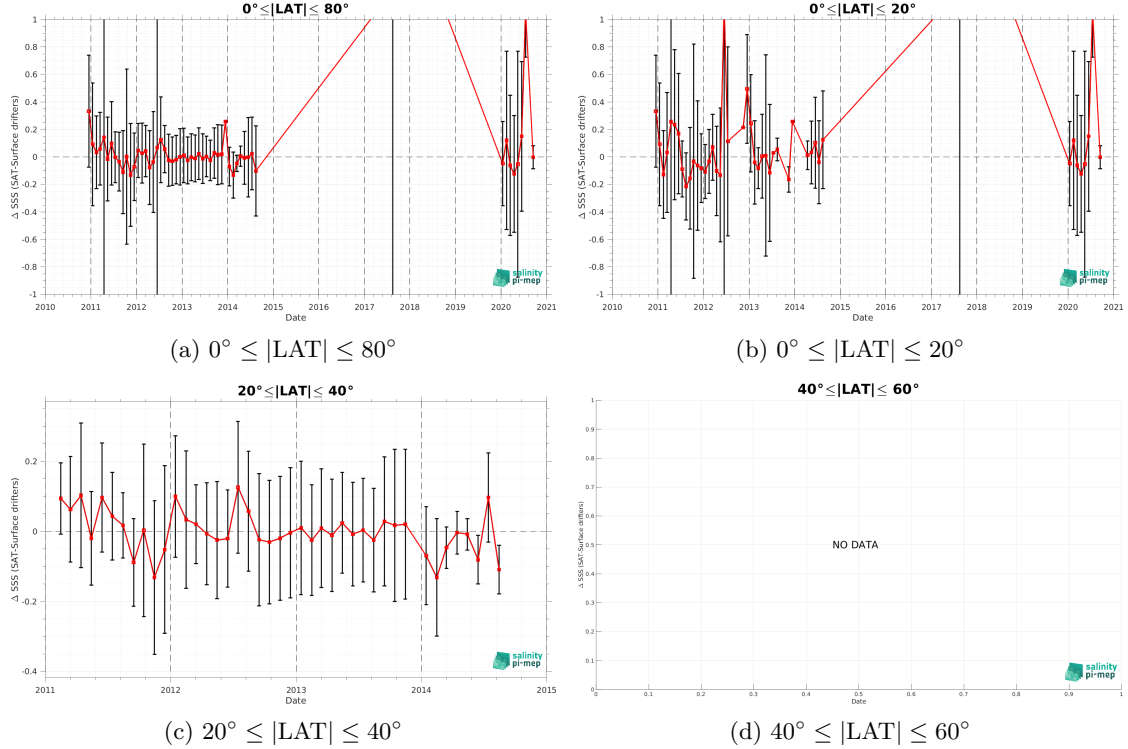 0°≤|LAT|≤ 80°
1
0.8
0.6
0.4
0.2
0
-0.2
-0.4
-0.6
-0.8
-1
Δ SSS (SAT-Surface drifters)
2010 2011 2012 2013 2014 2015 2016 2017 2018 2019 2020 2021
Date
salinity
pi-mep
(a) 0° ≤ |LAT| ≤ 80°
0°≤|LAT|≤ 20°
1
0.8
0.6
0.4
0.2
0
-0.2
-0.4
-0.6
-0.8
-1
Δ SSS (SAT-Surface drifters)
2010 2011 2012 2013 2014 2015 2016 2017 2018 2019 2020 2021
Date
salinity
pi-mep
(b) 0° ≤ |LAT| ≤ 20°
20°≤|LAT|≤ 40°
0.2
0
-0.2
-0.4
Δ SSS (SAT-Surface drifters)
2011 2012 2013 2014 2015
Date
salinity
pi-mep
(c) 20° ≤ |LAT| ≤ 40°
40°≤|LAT|≤ 60°
1
0.9
0.8
0.7
0.6
0.5
0.4
0.3
0.2
0.1
0
Δ SSS (SAT-Surface drifters)
NO DATA
0 0.1 0.2 0.3 0.4 0.5 0.6 0.7 0.8 0.9 1
Date
salinity
pi-mep
(d) 40° ≤ |LAT| ≤ 60°